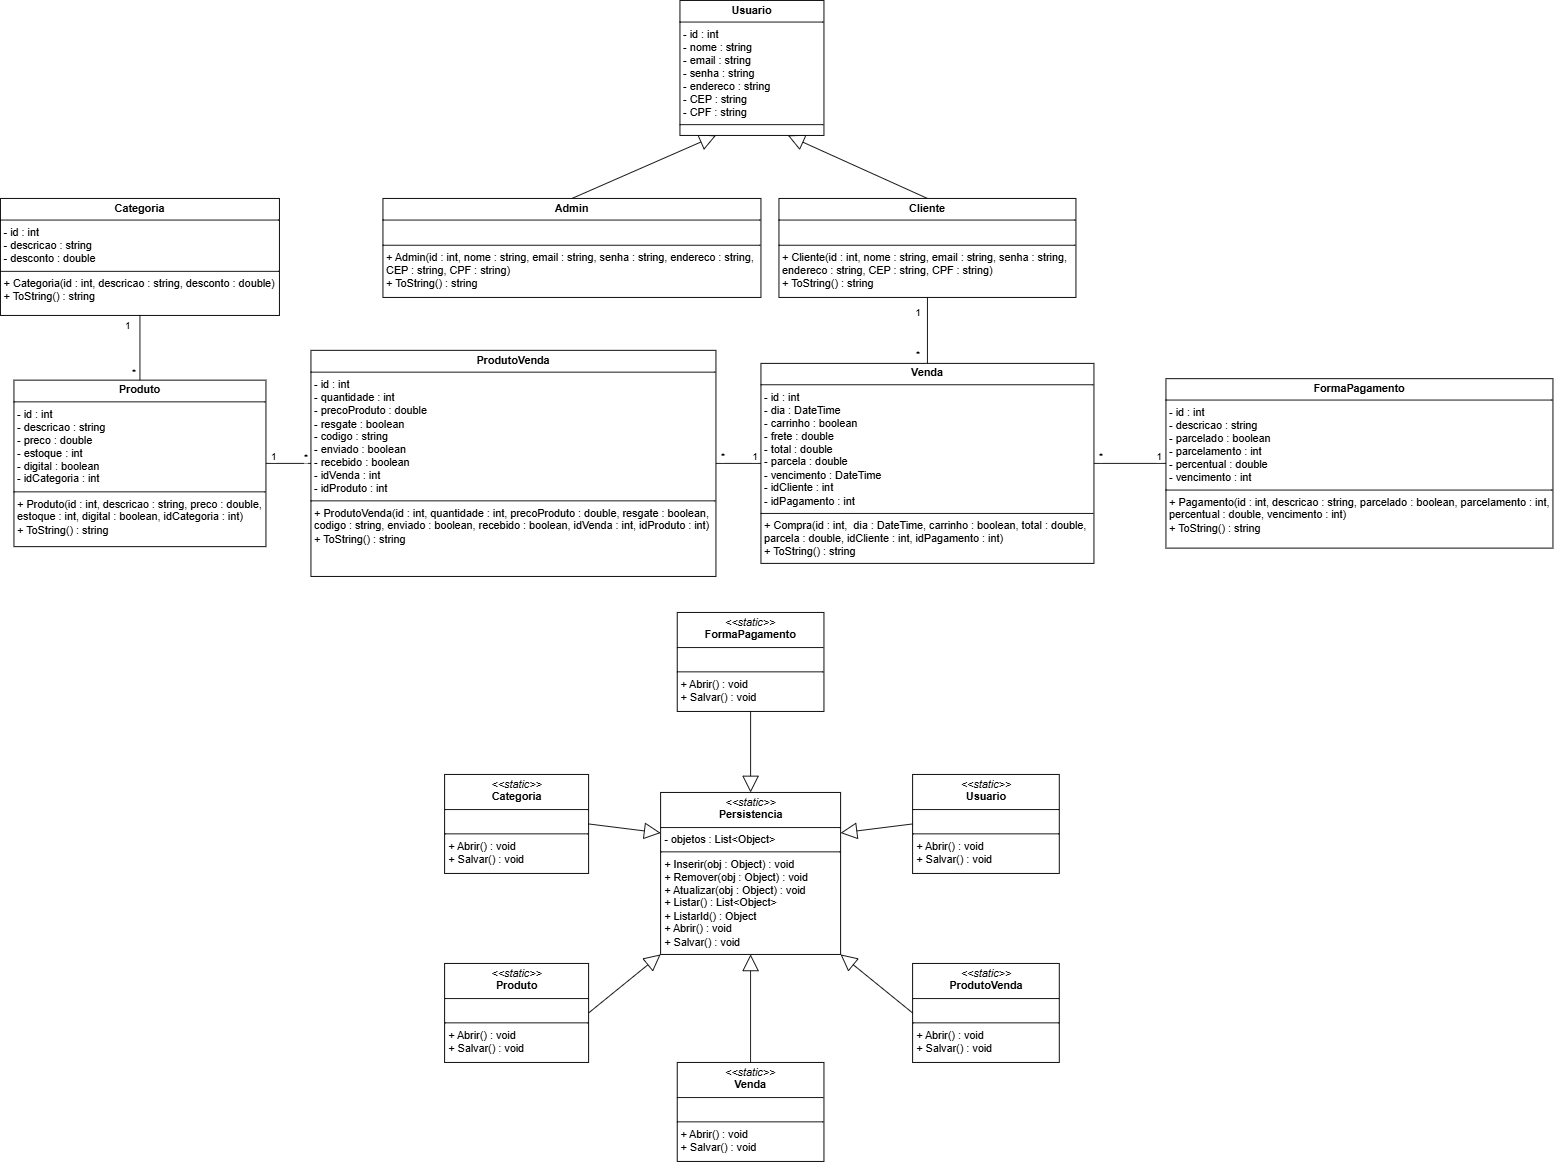 Usuario
- id : int
- nome : string
- email : string
- senha : string
- endereco : string
- CEP : string
- CPF : string
Categoria
- id : int
- descricao : string
- desconto : double
+ Categoria(id : int, descricao : string, desconto : double)
+ ToString() : string
Admin
+ Admin(id : int, nome : string, email : string, senha : string, endereco : string,
CEP : string, CPF : string)
+ ToString() : string
Cliente
+ Cliente(id : int, nome : string, email : string, senha : string,
endereco : string, CEP : string, CPF : string)
+ ToString() : string
1
*
1
*
Produto
- id : int
- descricao : string
- preco : double
- estoque : int
- digital : boolean
- idCategoria : int
+ Produto(id : int, descricao : string, preco : double,
estoque : int, digital : boolean, idCategoria : int)
+ ToString() : string
1
*
ProdutoVenda
- id : int
- quantidade : int
- precoProduto : double
- resgate : boolean
- codigo : string
- enviado : boolean
- recebido : boolean
- idVenda : int
- idProduto : int
+ ProdutoVenda(id : int, quantidade : int, precoProduto : double, resgate : boolean,
codigo : string, enviado : boolean, recebido : boolean, idVenda : int, idProduto : int)
+ ToString() : string
*
1
Venda
- id : int
- dia : DateTime
- carrinho : boolean
- frete : double
- total : double
- parcela : double
- vencimento : DateTime
- idCliente : int
- idPagamento : int
+ Compra(id : int, dia : DateTime, carrinho : boolean, total : double,
parcela : double, idCliente : int, idPagamento : int)
+ ToString() : string
*
1
FormaPagamento
- id : int
- descricao : string
- parcelado : boolean
- parcelamento : int
- percentual : double
- vencimento : int
+ Pagamento(id : int, descricao : string, parcelado : boolean, parcelamento : int,
percentual : double, vencimento : int)
+ ToString() : string
<<static>>
FormaPagamento
+ Abrir() : void
+ Salvar() : void
<<static>>
Categoria
+ Abrir() : void
+ Salvar() : void
<<static>>
Persistencia
- objetos : List<Object>
+ Inserir(obj : Object) : void
+ Remover(obj : Object) : void
+ Atualizar(obj : Object) : void
+ Listar() : List<Object>
+ ListarId() : Object
+ Abrir() : void
+ Salvar() : void
<<static>>
Usuario
+ Abrir() : void
+ Salvar() : void
<<static>>
Produto
+ Abrir() : void
+ Salvar() : void
<<static>>
ProdutoVenda
+ Abrir() : void
+ Salvar() : void
<<static>>
Venda
+ Abrir() : void
+ Salvar() : void